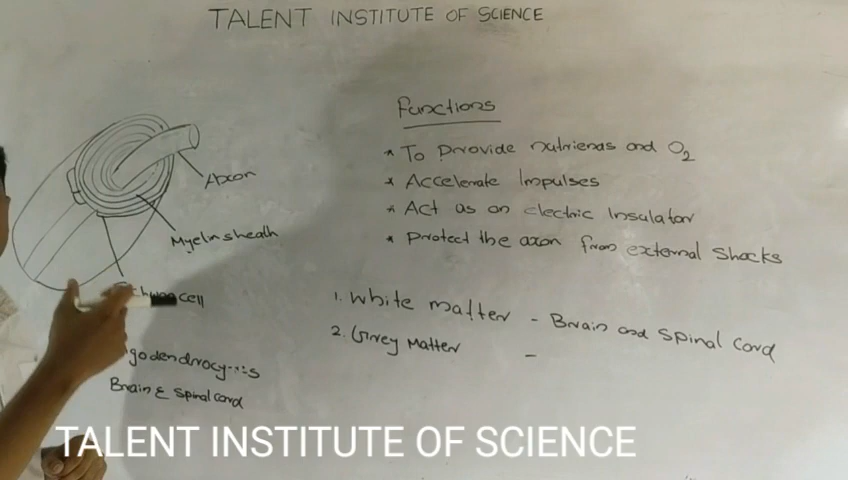 TALENT INSTITUTE OF SCIENCE
Functions
* To provide nutriends and O2
* Accelerate Impulses
* Act as an electric Insulator
* Protect the axon from external Shocks
Axon
Myelin sheath
cell
1. White matter - Brain and Spinal Cord
2. Grey Matter -
Brain & Spinal cord
TALENT INSTITUTE OF SCIENCE